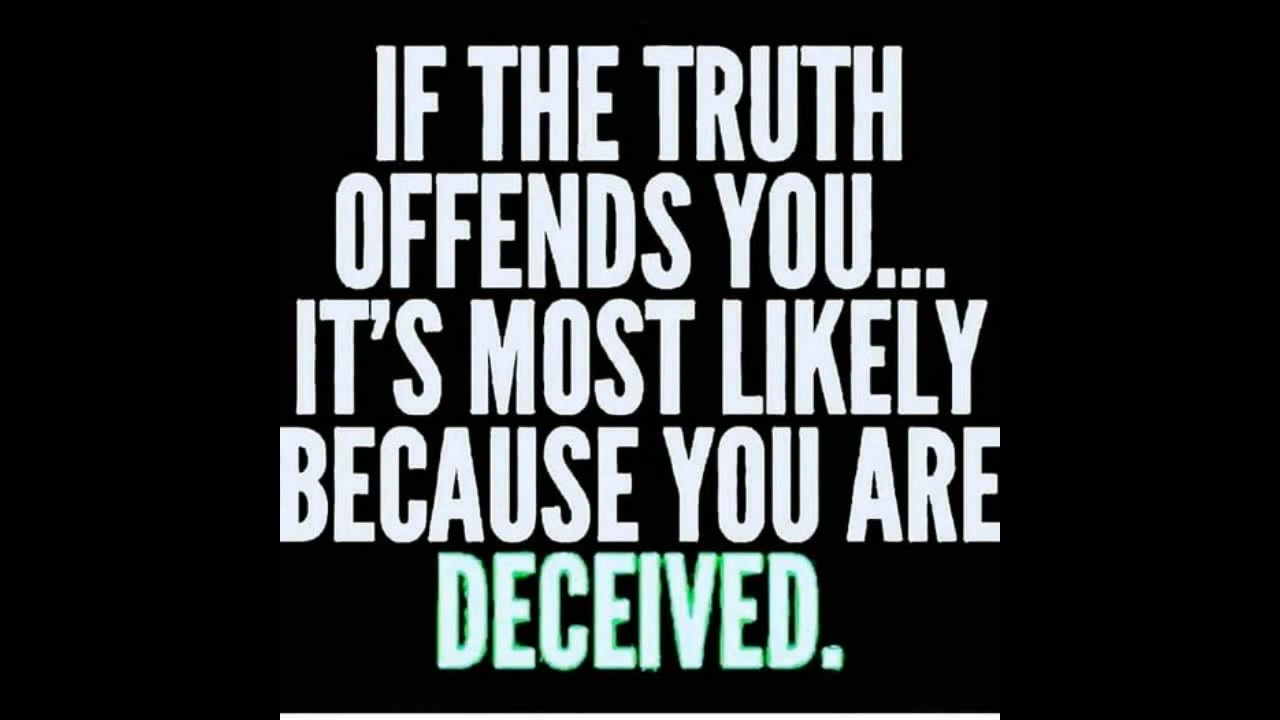 IF THE TRUTH
OFFENDS YOU...
IT'S MOST LIKELY
BECAUSE YOU ARE
DECEIVED.